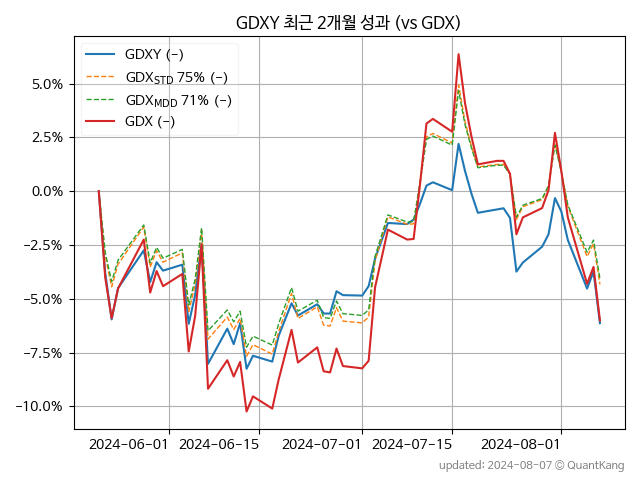 GDXY 최근 2개월 성과 (vs GDX)
GDXY (-)
GDX_STD 75% (-)
GDX_MDD 71% (-)
GDX (-)
5.0%
2.5%
0.0%
−2.5%
−5.0%
−7.5%
−10.0%
2024-06-01 2024-06-15 2024-07-01 2024-07-15 2024-08-01
updated: 2024-08-07 © QuantKang